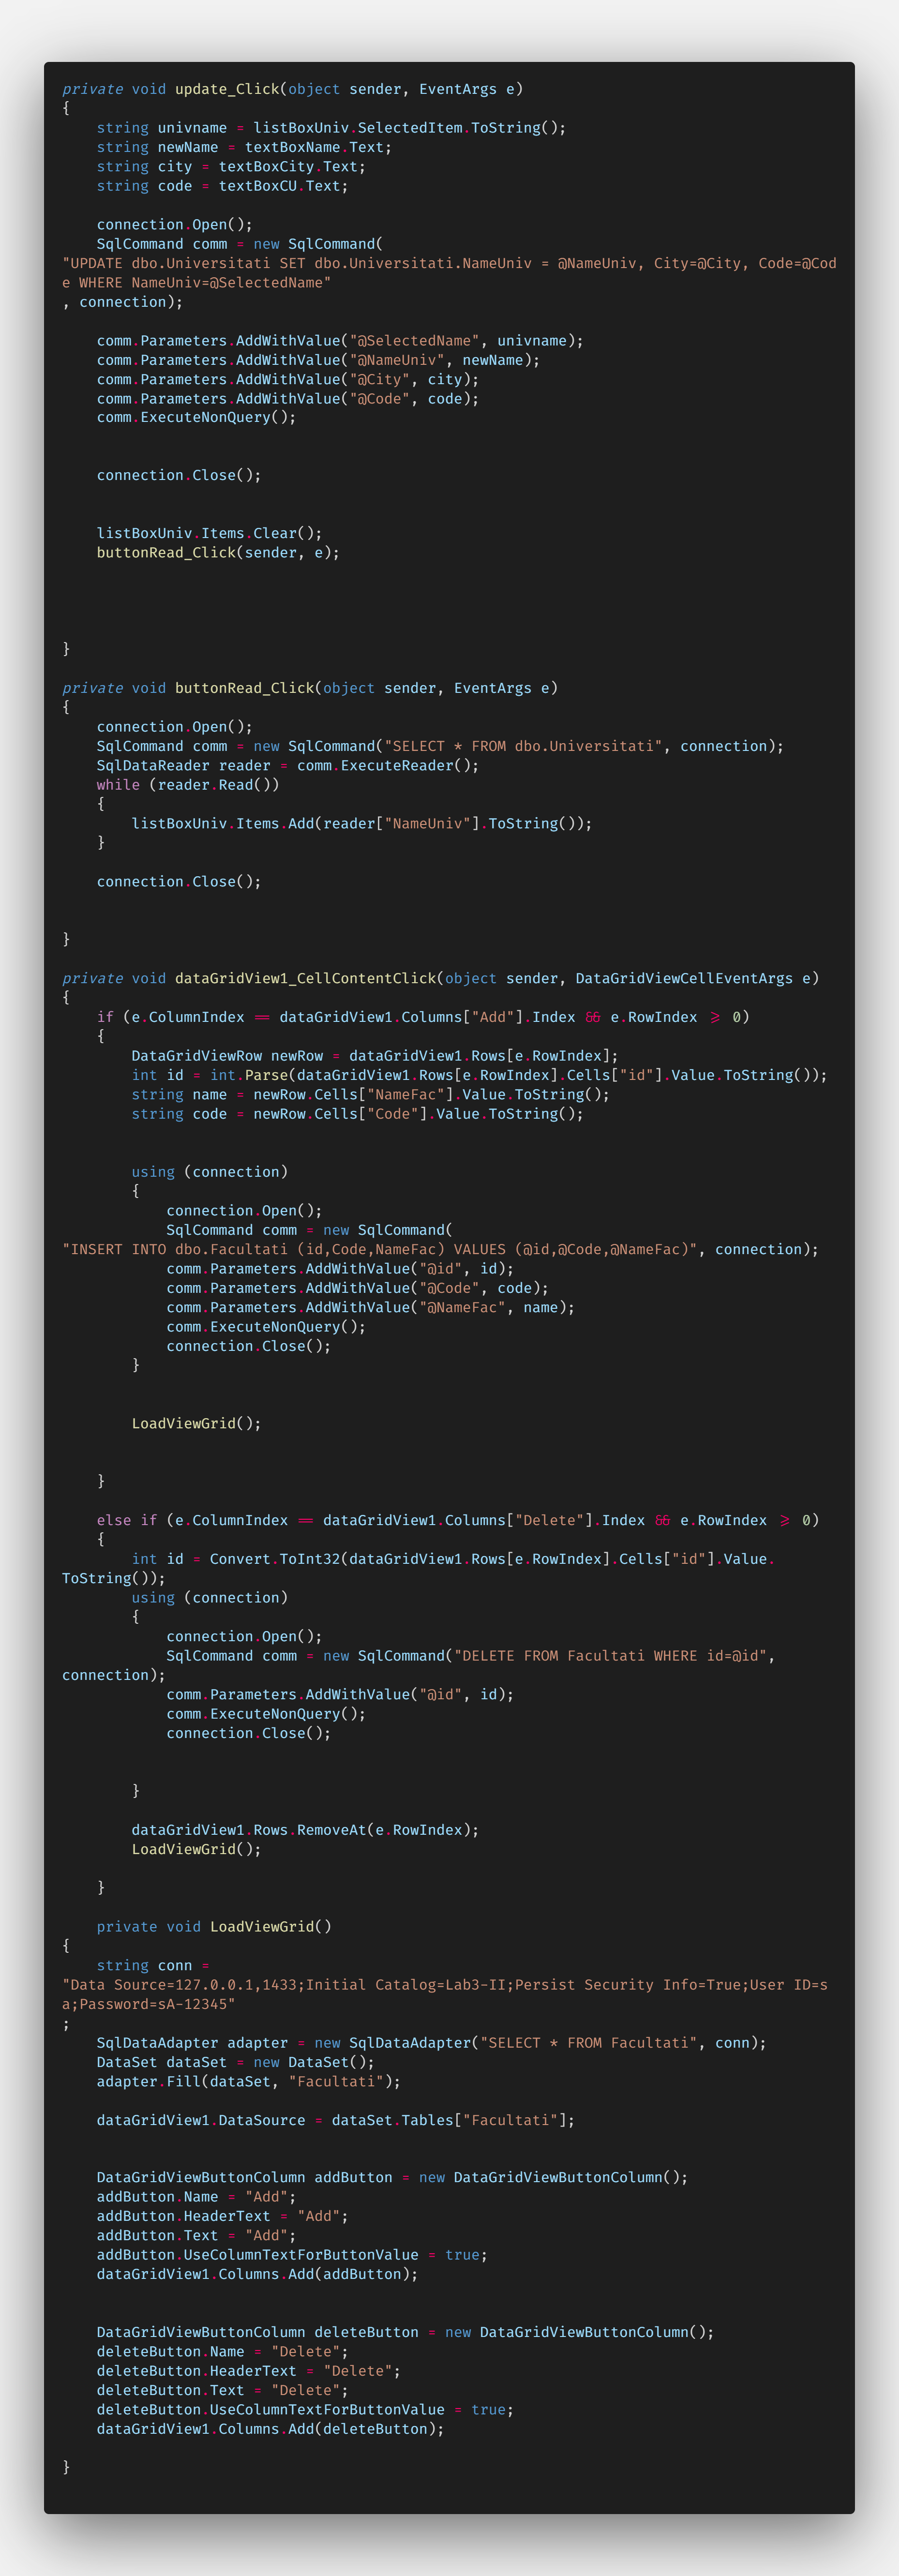 private void update_Click(object sender, EventArgs e)
{
    string univname = listBoxUniv.SelectedItem.ToString();
    string newName = textBoxName.Text;
    string city = textBoxCity.Text;
    string code = textBoxCU.Text;

    connection.Open();
    SqlCommand comm = new SqlCommand(
"UPDATE dbo.Universitati SET dbo.Universitati.NameUniv = @NameUniv, City=@City, Code=@Cod
e WHERE NameUniv=@SelectedName"
, connection);

    comm.Parameters.AddWithValue("@SelectedName", univname);
    comm.Parameters.AddWithValue("@NameUniv", newName);
    comm.Parameters.AddWithValue("@City", city);
    comm.Parameters.AddWithValue("@Code", code);
    comm.ExecuteNonQuery();


    connection.Close();


    listBoxUniv.Items.Clear();
    buttonRead_Click(sender, e);




}

private void buttonRead_Click(object sender, EventArgs e)
{
    connection.Open();
    SqlCommand comm = new SqlCommand("SELECT * FROM dbo.Universitati", connection);
    SqlDataReader reader = comm.ExecuteReader();
    while (reader.Read())
    {
        listBoxUniv.Items.Add(reader["NameUniv"].ToString());
    }

    connection.Close();


}

private void dataGridView1_CellContentClick(object sender, DataGridViewCellEventArgs e)
{
    if (e.ColumnIndex == dataGridView1.Columns["Add"].Index && e.RowIndex >= 0)
    {
        DataGridViewRow newRow = dataGridView1.Rows[e.RowIndex];
        int id = int.Parse(dataGridView1.Rows[e.RowIndex].Cells["id"].Value.ToString());
        string name = newRow.Cells["NameFac"].Value.ToString();
        string code = newRow.Cells["Code"].Value.ToString();


        using (connection)
        {
            connection.Open();
            SqlCommand comm = new SqlCommand(
"INSERT INTO dbo.Facultati (id,Code,NameFac) VALUES (@id,@Code,@NameFac)", connection);
            comm.Parameters.AddWithValue("@id", id);
            comm.Parameters.AddWithValue("@Code", code);
            comm.Parameters.AddWithValue("@NameFac", name);
            comm.ExecuteNonQuery();
            connection.Close();
        }


        LoadViewGrid();


    }

    else if (e.ColumnIndex == dataGridView1.Columns["Delete"].Index && e.RowIndex >= 0)
    {
        int id = Convert.ToInt32(dataGridView1.Rows[e.RowIndex].Cells["id"].Value.
ToString());
        using (connection)
        {
            connection.Open();
            SqlCommand comm = new SqlCommand("DELETE FROM Facultati WHERE id=@id",
connection);
            comm.Parameters.AddWithValue("@id", id);
            comm.ExecuteNonQuery();
            connection.Close();


        }

        dataGridView1.Rows.RemoveAt(e.RowIndex);
        LoadViewGrid();

    }

    private void LoadViewGrid()
{
    string conn =
"Data Source=127.0.0.1,1433;Initial Catalog=Lab3-II;Persist Security Info=True;User ID=s
a;Password=sA-12345"
;
    SqlDataAdapter adapter = new SqlDataAdapter("SELECT * FROM Facultati", conn);
    DataSet dataSet = new DataSet();
    adapter.Fill(dataSet, "Facultati");

    dataGridView1.DataSource = dataSet.Tables["Facultati"];


    DataGridViewButtonColumn addButton = new DataGridViewButtonColumn();
    addButton.Name = "Add";
    addButton.HeaderText = "Add";
    addButton.Text = "Add";
    addButton.UseColumnTextForButtonValue = true;
    dataGridView1.Columns.Add(addButton);


    DataGridViewButtonColumn deleteButton = new DataGridViewButtonColumn();
    deleteButton.Name = "Delete";
    deleteButton.HeaderText = "Delete";
    deleteButton.Text = "Delete";
    deleteButton.UseColumnTextForButtonValue = true;
    dataGridView1.Columns.Add(deleteButton);

}